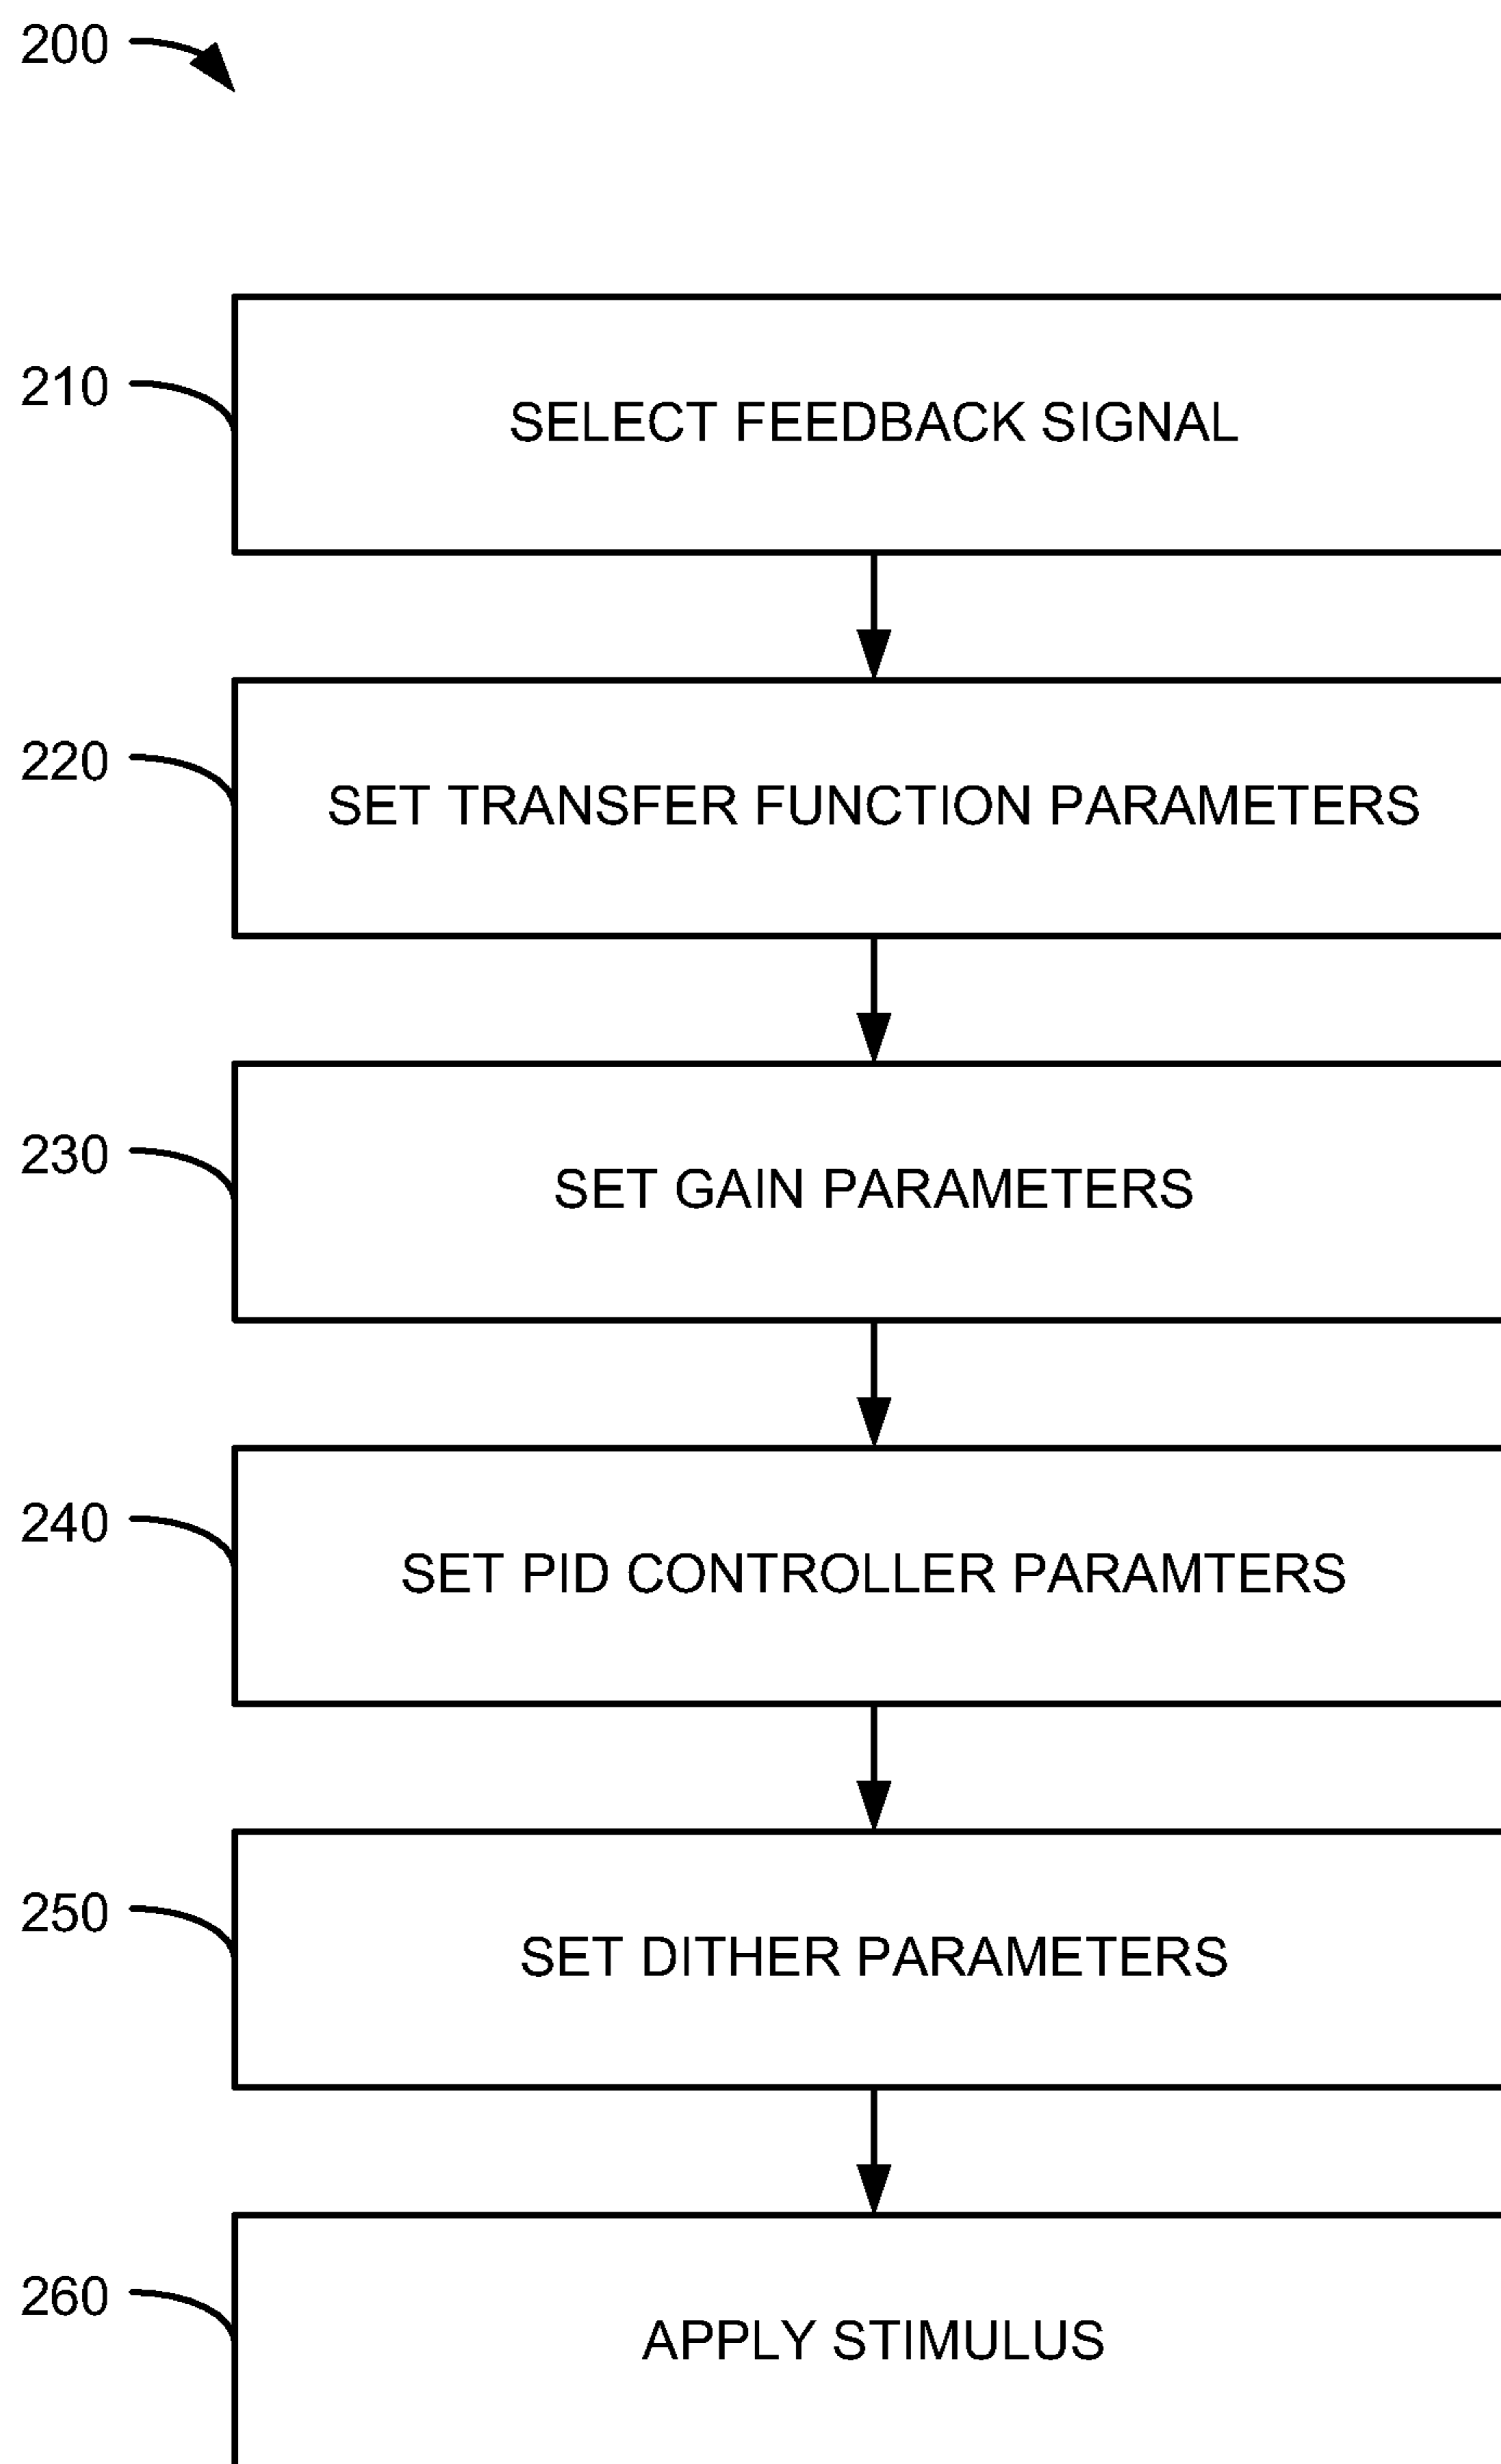 200
210
SELECT FEEDBACK SIGNAL
220
SET TRANSFER FUNCTION PARAMETERS
230
SET GAIN PARAMETERS
240
SET PID CONTROLLER PARAMTERS
250
SET DITHER PARAMETERS
260
APPLY STIMULUS